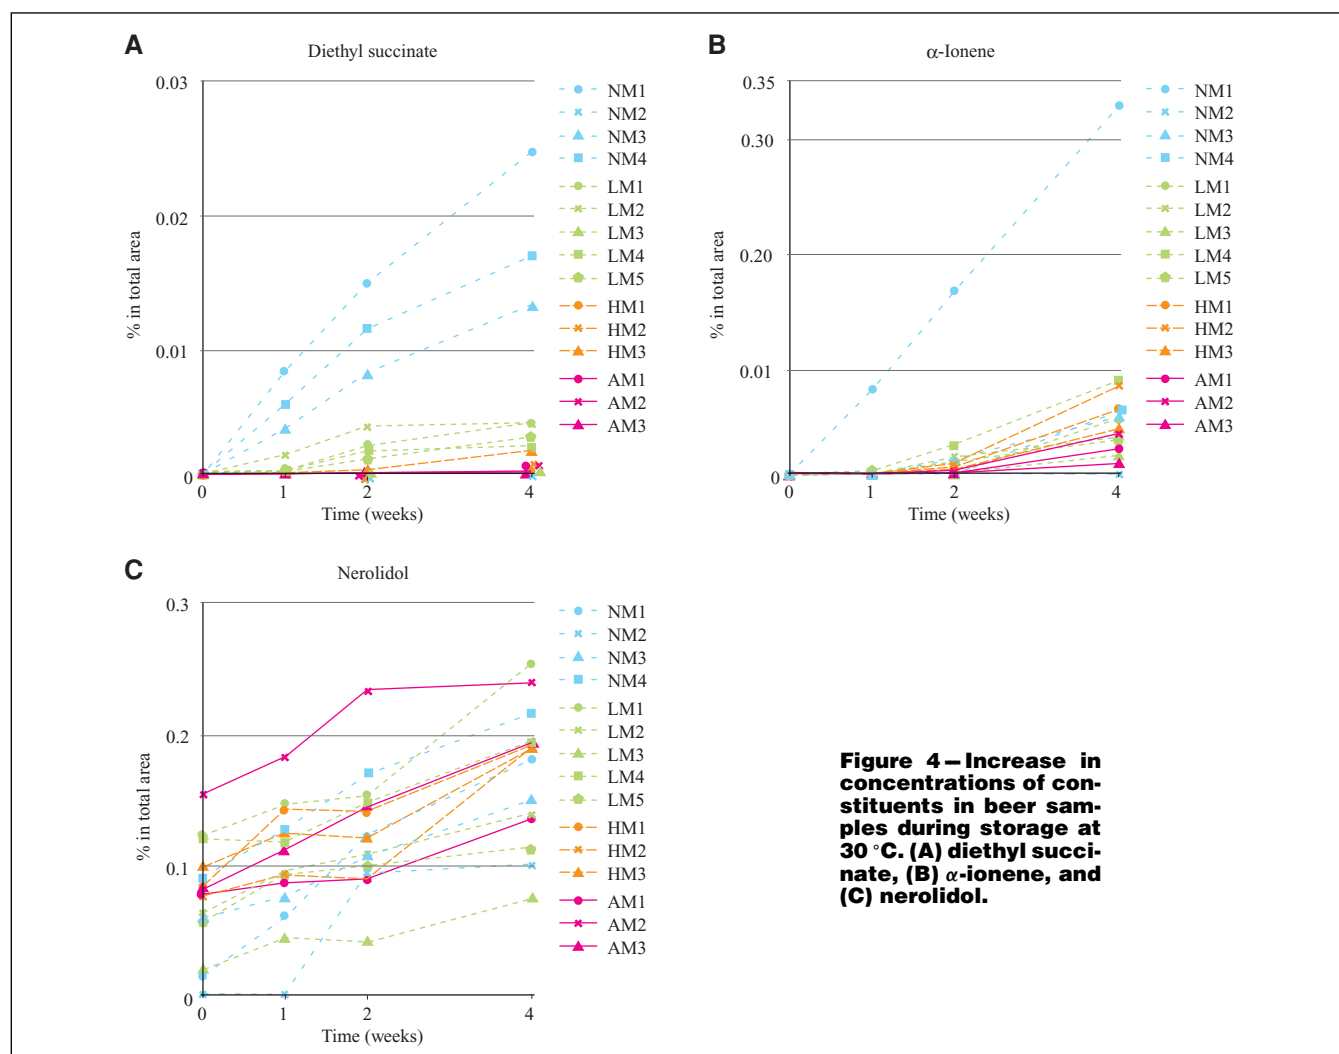 A
Diethyl succinate
0.03
0.02
0.01
0
% in total area
0
1
2
4
Time (weeks)
NM1
NM2
NM3
NM4
LM1
LM2
LM3
LM4
LM5
HM1
HM2
HM3
AM1
AM2
AM3
B
α-Ionene
0.35
0.30
0.20
0.01
0
% in total area
0
1
2
4
Time (weeks)
NM1
NM2
NM3
NM4
LM1
LM2
LM3
LM4
LM5
HM1
HM2
HM3
AM1
AM2
AM3
C
Nerolidol
0.3
0.2
0.1
0
% in total area
0
1
2
4
Time (weeks)
NM1
NM2
NM3
NM4
LM1
LM2
LM3
LM4
LM5
HM1
HM2
HM3
AM1
AM2
AM3
Figure 4—Increase in
concentrations of con-
stituents in beer sam-
ples during storage at
30 °C. (A) diethyl succi-
nate, (B) α-ionene, and
(C) nerolidol.